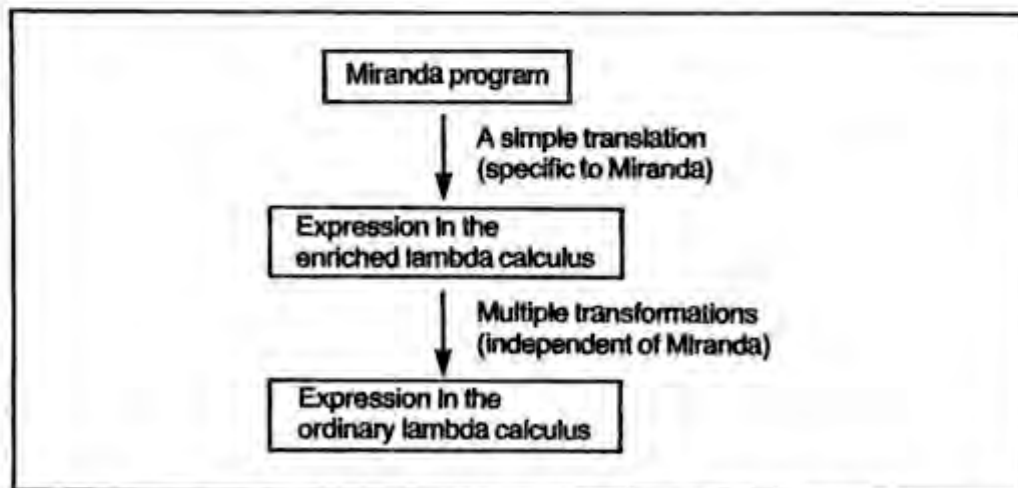 Miranda program
A simple translation
(specific to Miranda)
Expression in the
enriched lambda calculus
Multiple transformations
(independent of Miranda)
Expression in the
ordinary lambda calculus